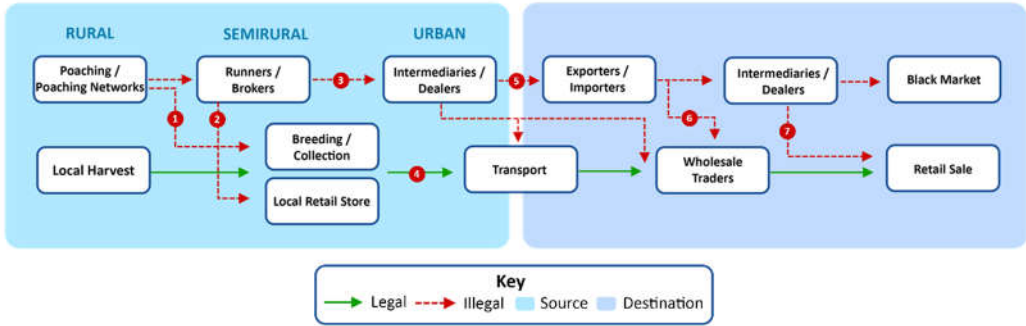 RURAL
SEMIRURAL
URBAN
Poaching /
Poaching Networks
Runners /
Brokers
3
Intermediaries /
Dealers
5
Exporters /
Importers
Intermediaries /
Dealers
Black Market
1
2
6
7
Breeding /
Collection
Local Harvest
4
Transport
Wholesale
Traders
Retail Sale
Local Retail Store
Key
Legal
Illegal
Source
Destination